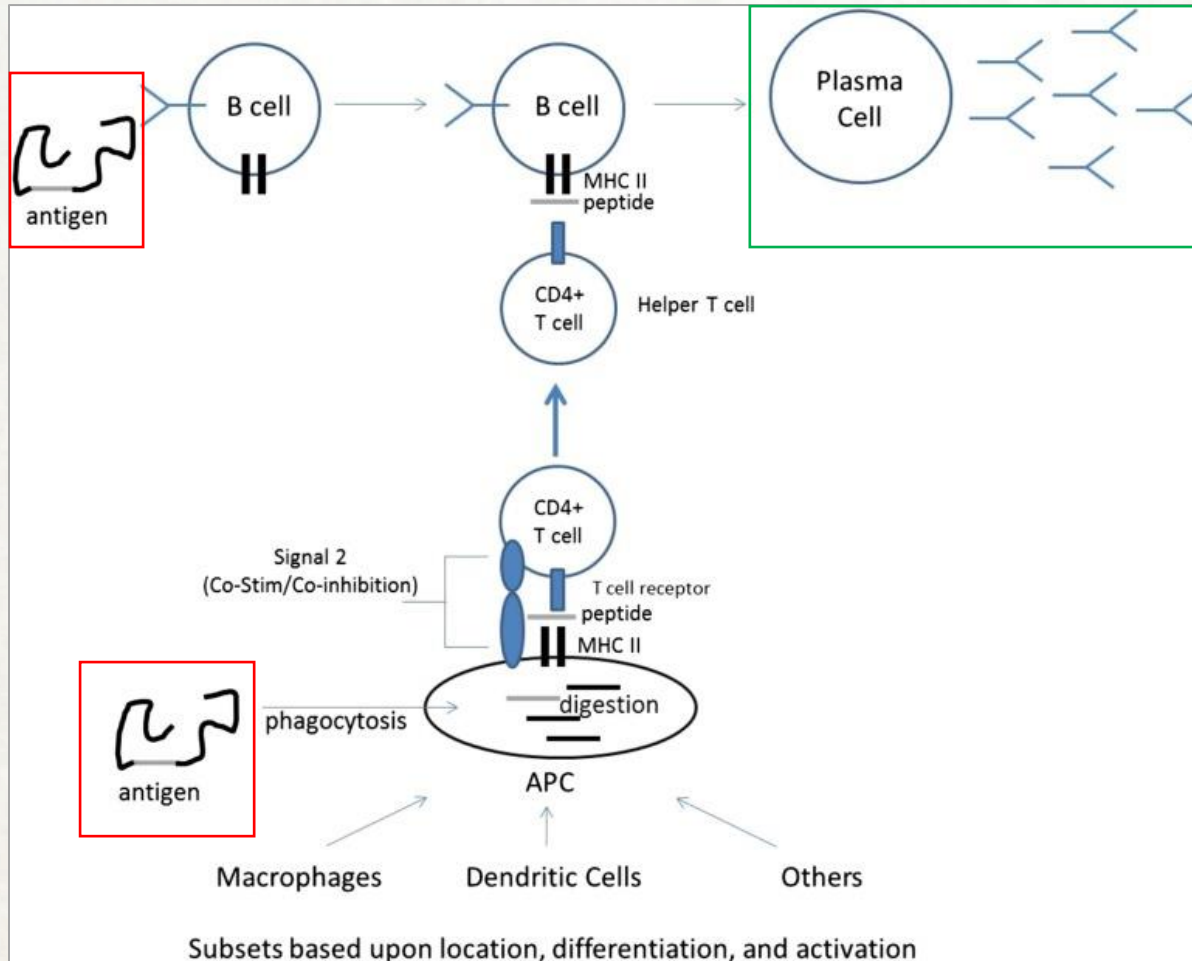 B cell
B cell
Plasma
Cell
antigen
MHC II
peptide
CD4+
T cell
Helper T cell
CD4+
T cell
Signal 2
(Co-Stim/Co-inhibition)
T cell receptor
peptide
MHC II
digestion
phagocytosis
antigen
APC
Macrophages
Dendritic Cells
Others
Subsets based upon location, differentiation, and activation